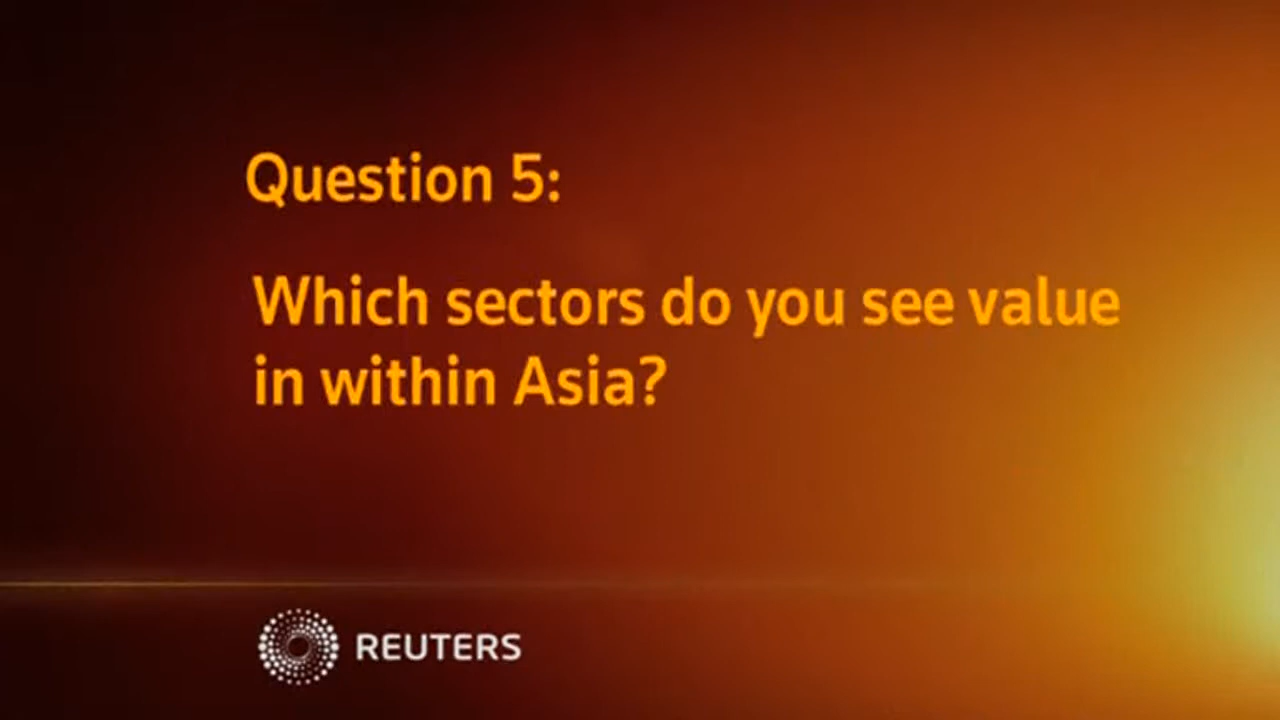 Question 5:
Which sectors do you see value
in within Asia?
REUTERS